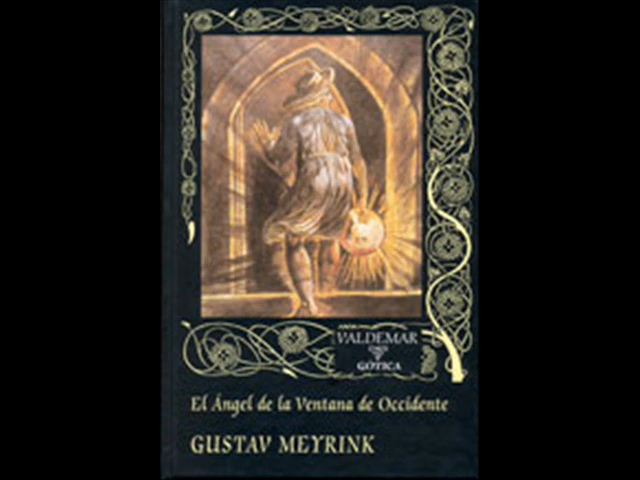 VALDEMAR
GÓTICA
El Ángel de la Ventana de Occidente
GUSTAV MEYRINK